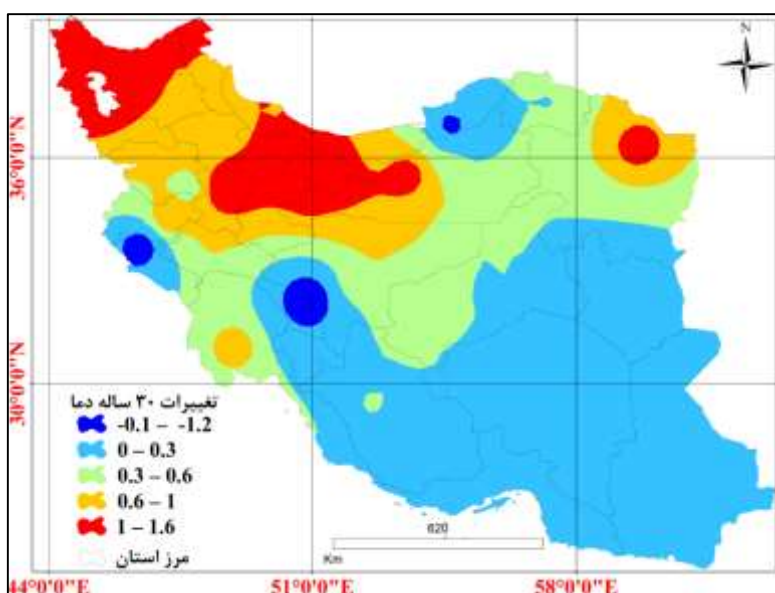 N
36°0'0"N
30°0'0"N
تغییرات ۳۰ ساله دما
-0.1 – -1.2
0 – 0.3
0.3 – 0.6
0.6 – 1
1 – 1.6
مرز استان
620
Km
44°0'0"E
51°0'0"E
58°0'0"E